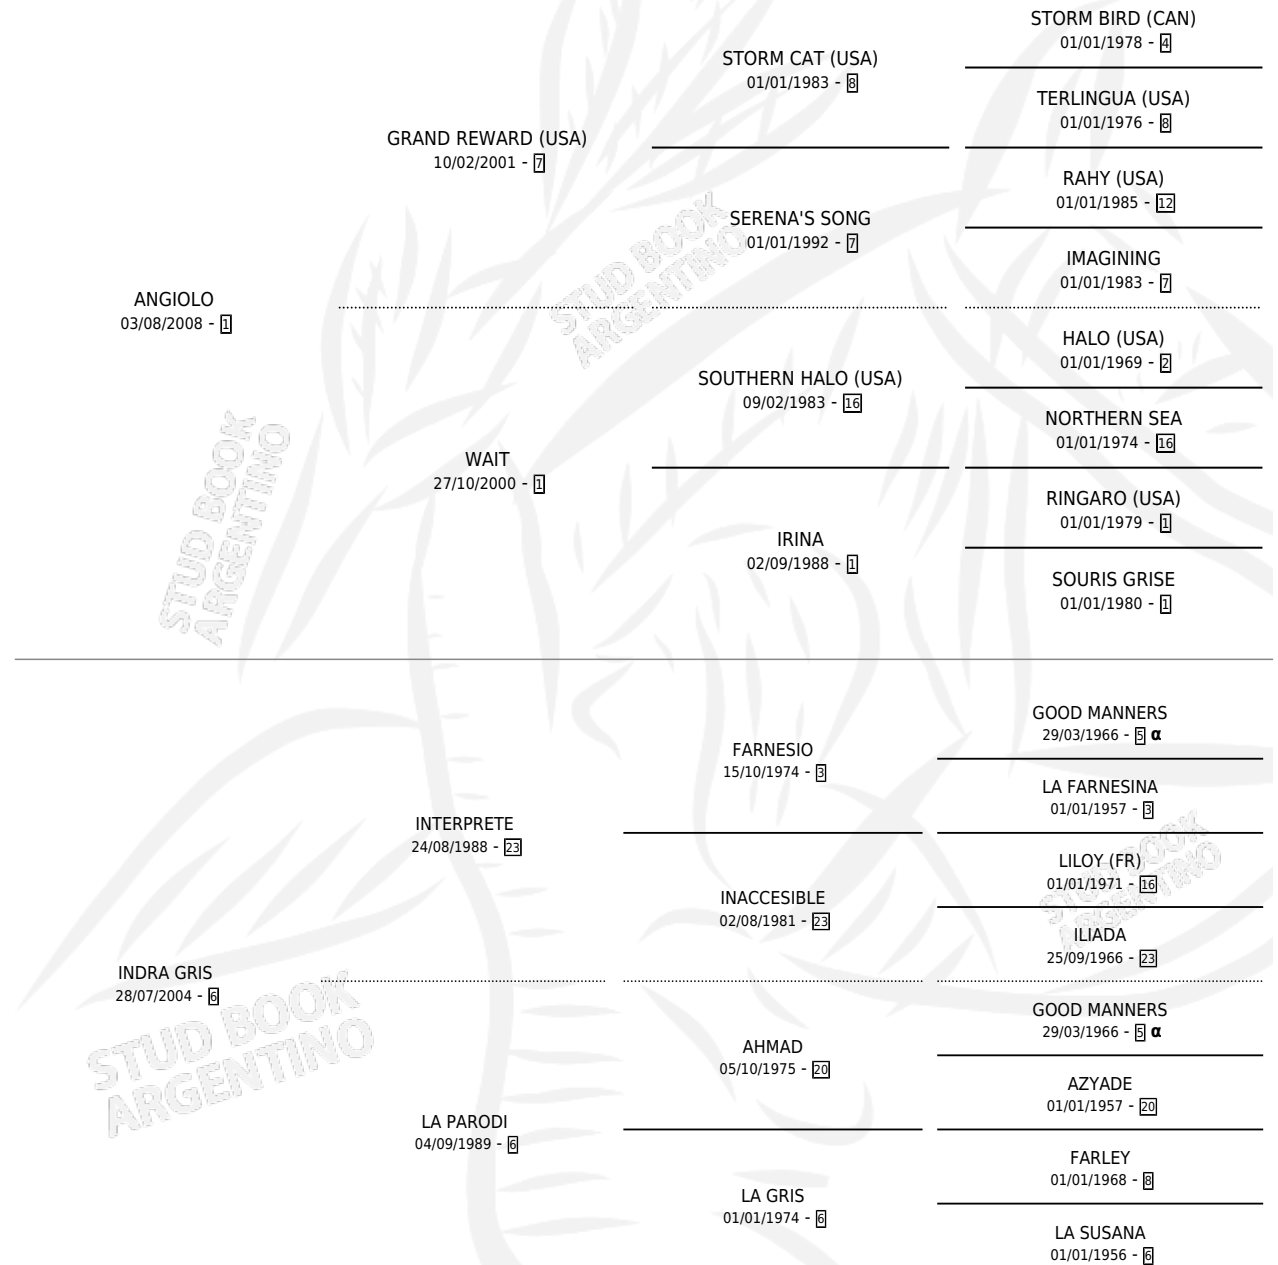 STORM BIRD (CAN)
01/01/1978 - 4
STORM CAT (USA)
01/01/1983 - 8
TERLINGUA (USA)
01/01/1976 - 8
GRAND REWARD (USA)
10/02/2001 - 7
RAHY (USA)
01/01/1985 - 12
SERENA'S SONG
01/01/1992 - 7
IMAGINING
01/01/1983 - 7
ANGIOLO
03/08/2008 - 1
HALO (USA)
01/01/1969 - 2
SOUTHERN HALO (USA)
09/02/1983 - 16
NORTHERN SEA
01/01/1974 - 16
WAIT
27/10/2000 - 1
RINGARO (USA)
01/01/1979 - 1
IRINA
02/09/1988 - 1
SOURIS GRISE
01/01/1980 - 1
GOOD MANNERS
29/03/1966 - 5 α
FARNESIO
15/10/1974 - 3
LA FARNESINA
01/01/1957 - 3
INTERPRETE
24/08/1988 - 23
LILOY (FR)
01/01/1971 - 16
INACCESIBLE
02/08/1981 - 23
ILIADA
25/09/1966 - 23
INDRA GRIS
28/07/2004 - 6
GOOD MANNERS
29/03/1966 - 5 α
AHMAD
05/10/1975 - 20
AZYADE
01/01/1957 - 20
LA PARODI
04/09/1989 - 6
FARLEY
01/01/1968 - 8
LA GRIS
01/01/1974 - 6
LA SUSANA
01/01/1956 - 6
STUD BOOK
ARGENTINO
STUD BOOK
ARGENTINO
STUD BOOK
ARGENTINO
STUD BOOK
ARGENTINO